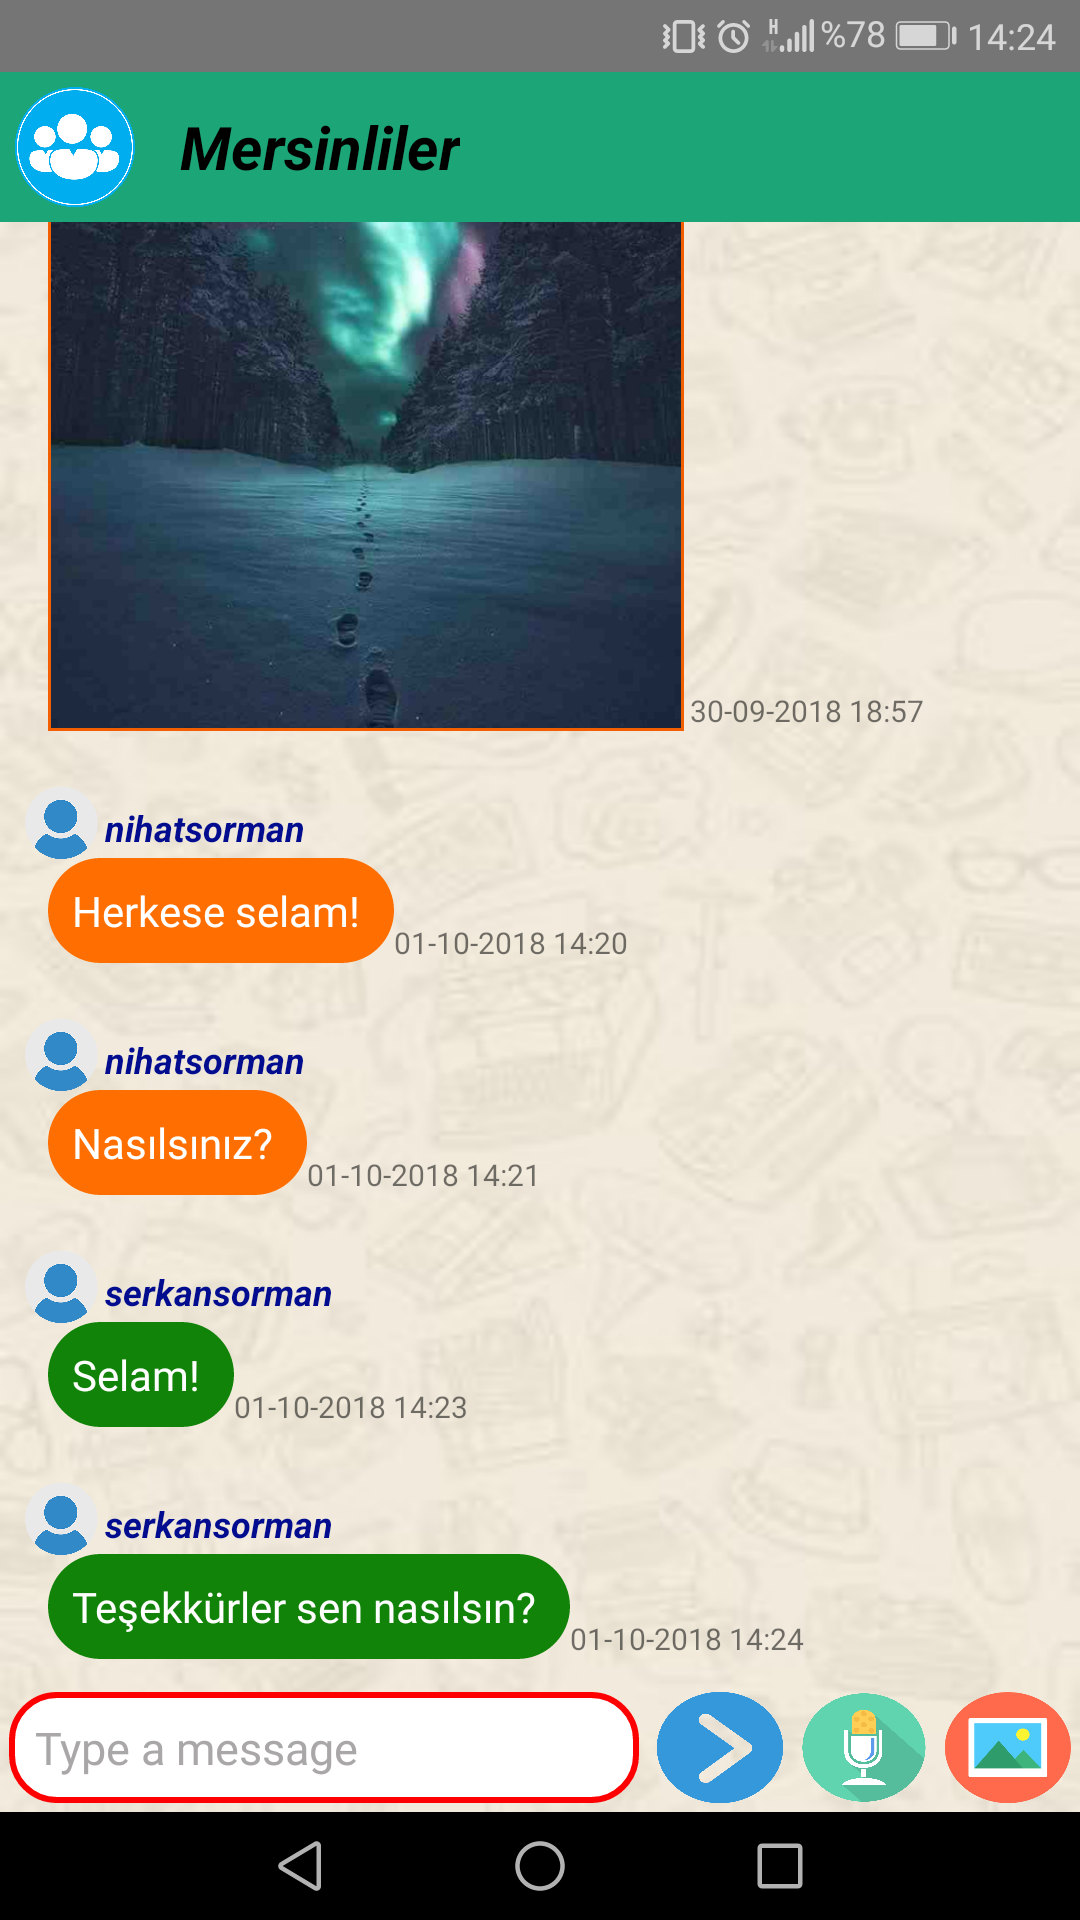 H %78 14:24
Mersinliler
30-09-2018 18:57
nihatsorman
Herkese selam!
01-10-2018 14:20
nihatsorman
Nasılsınız?
01-10-2018 14:21
serkansorman
Selam!
01-10-2018 14:23
serkansorman
Teşekkürler sen nasılsın?
01-10-2018 14:24
Type a message